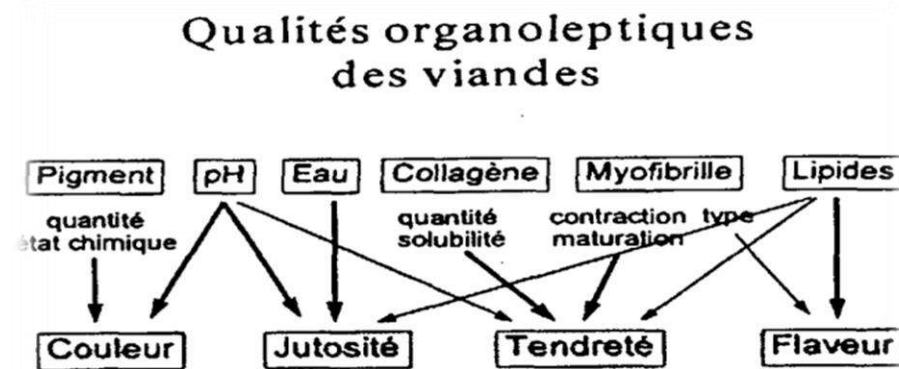 Qualités organoleptiques
des viandes
Pigment pH Eau Collagène Myofibrille Lipides
quantité quantité contraction type
état chimique solubilité maturation
Couleur Jutosité Tendreté Flaveur